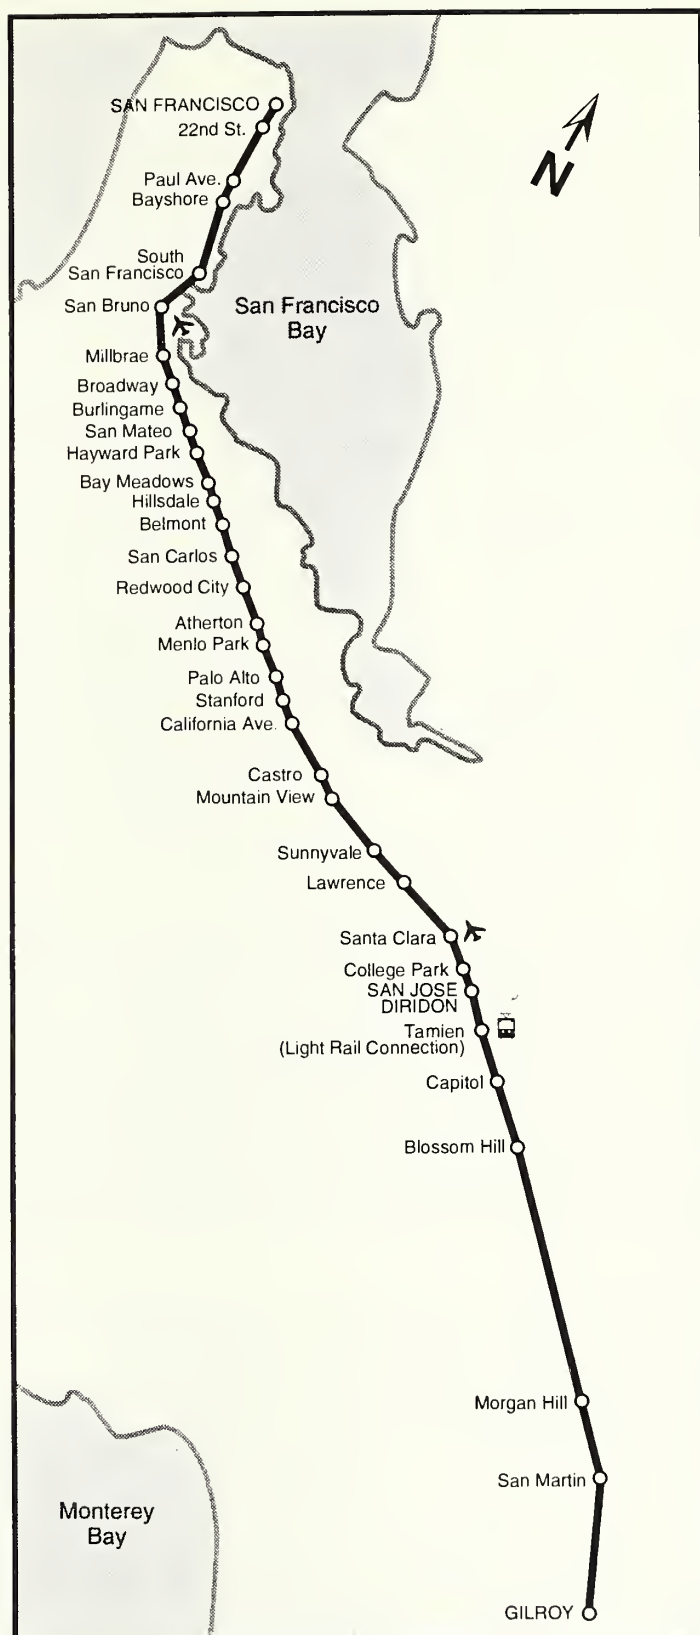 SAN FRANCISCO
22nd St.
N
Paul Ave.
Bayshore
South
San Francisco
San Bruno
San Francisco
Bay
Millbrae
Broadway
Burlingame
San Mateo
Hayward Park
Bay Meadows
Hillsdale
Belmont
San Carlos
Redwood City
Atherton
Menlo Park
Palo Alto
Stanford
California Ave.
Castro
Mountain View
Sunnyvale
Lawrence
Santa Clara
College Park
SAN JOSE
DIRIDON
Tamien
(Light Rail Connection)
Capitol
Blossom Hill
Morgan Hill
San Martin
Monterey
Bay
GILROY